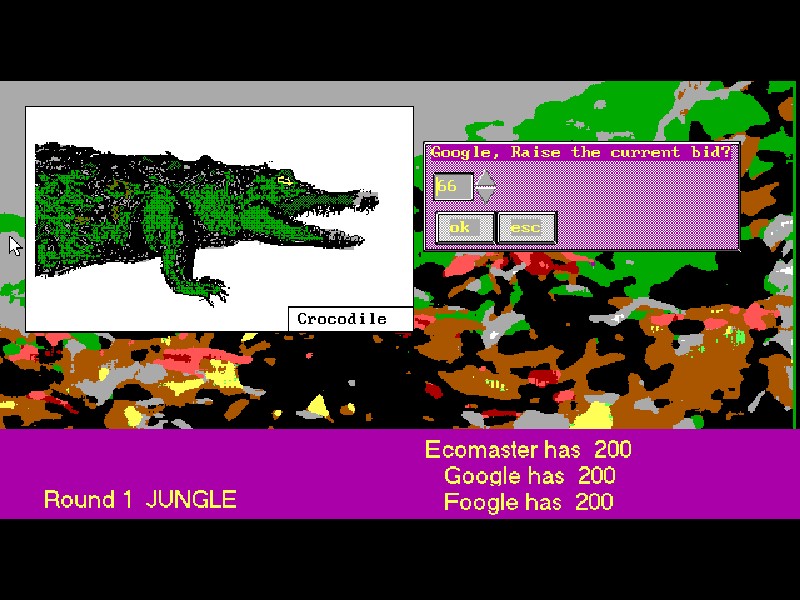 Google, Raise the current bid?
66
ok esc
Crocodile
Ecomaster has 200
Google has 200
Foogle has 200
Round 1 JUNGLE